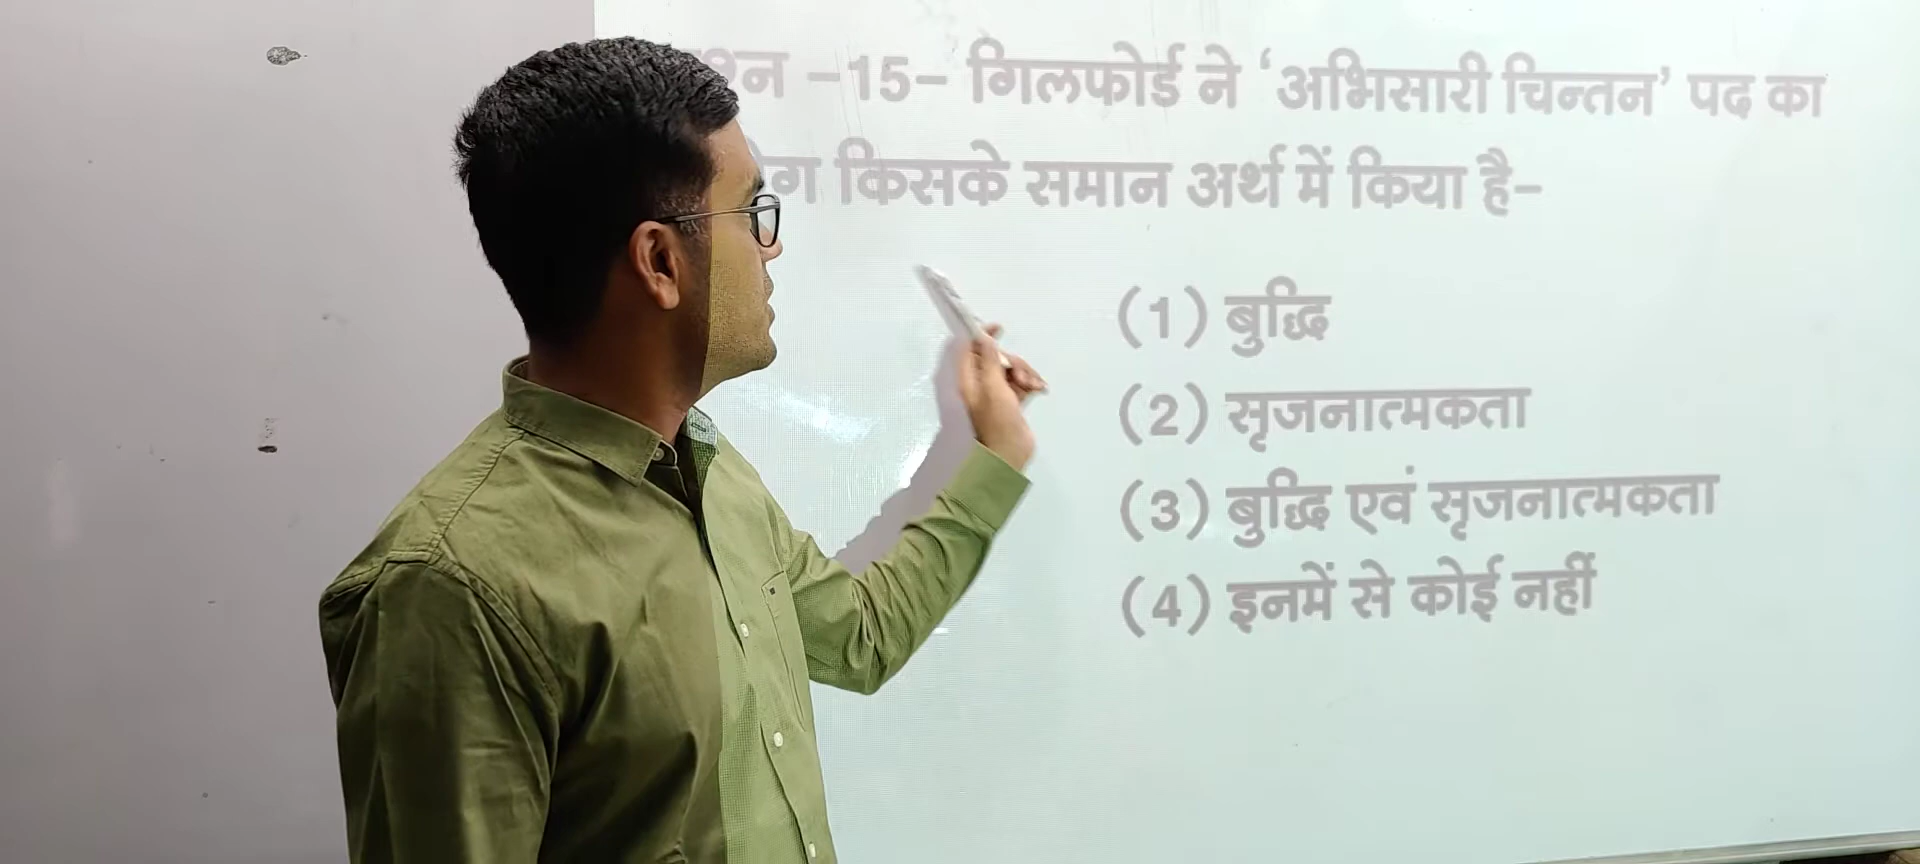 –15– गिलफोर्ड ने ‘अभिसारी चिन्तन’ पद का
किसके समान अर्थ में किया है–
(1) बुद्धि
(2) सृजनात्मकता
(3) बुद्धि एवं सृजनात्मकता
(4) इनमें से कोई नहीं